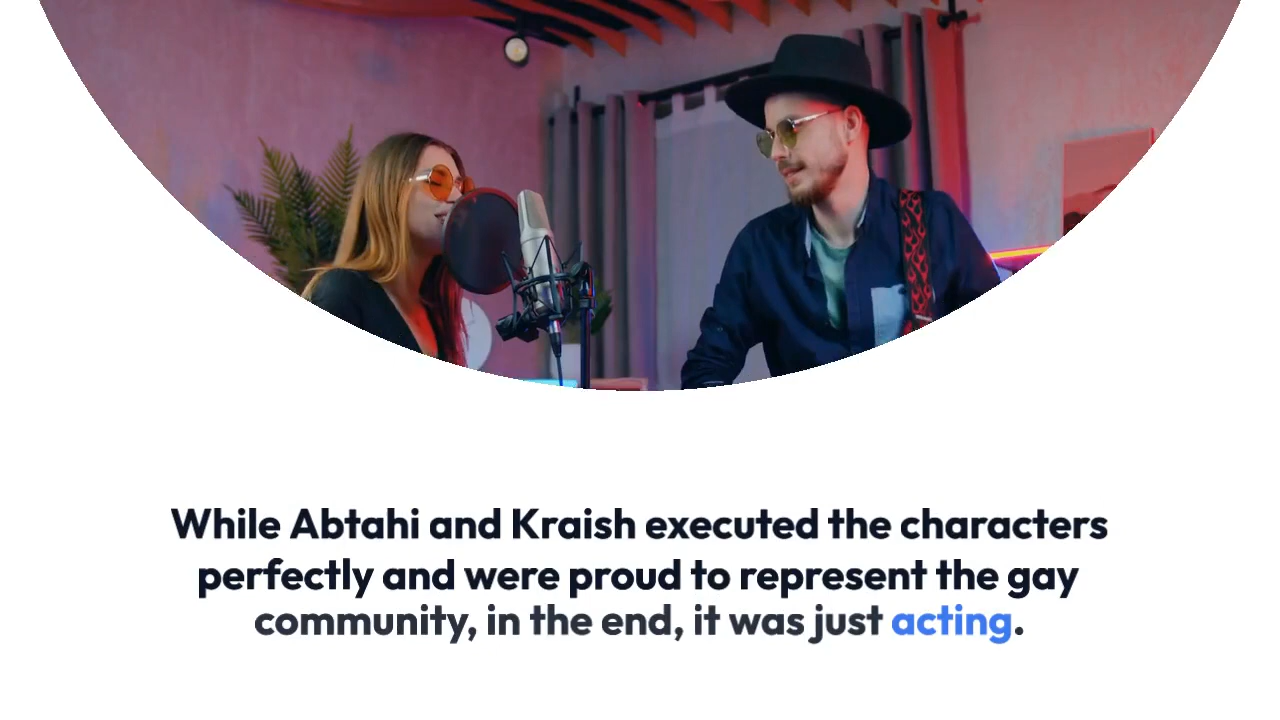 While Abtahi and Kraish executed the characters
perfectly and were proud to represent the gay
community, in the end, it was just acting.